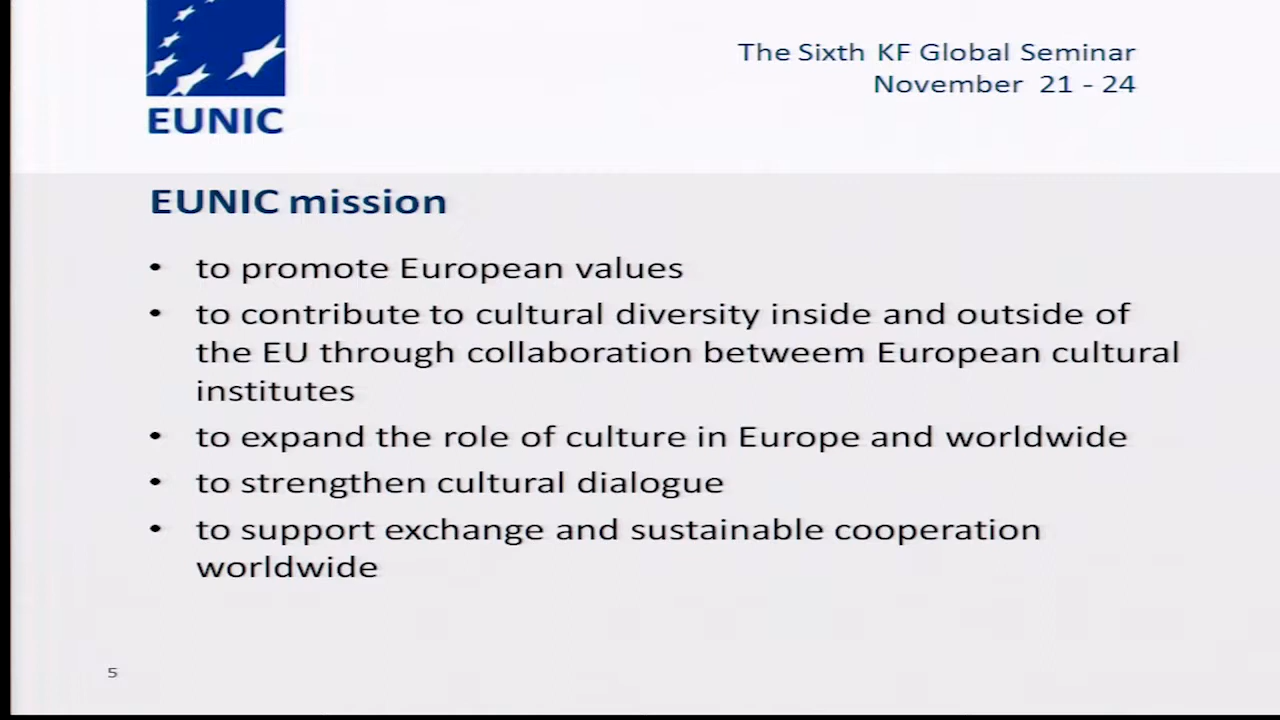 The Sixth KF Global Seminar
November 21 - 24
EUNIC
EUNIC mission
• to promote European values
• to contribute to cultural diversity inside and outside of
the EU through collaboration betweem European cultural
institutes
• to expand the role of culture in Europe and worldwide
• to strengthen cultural dialogue
• to support exchange and sustainable cooperation
worldwide
5